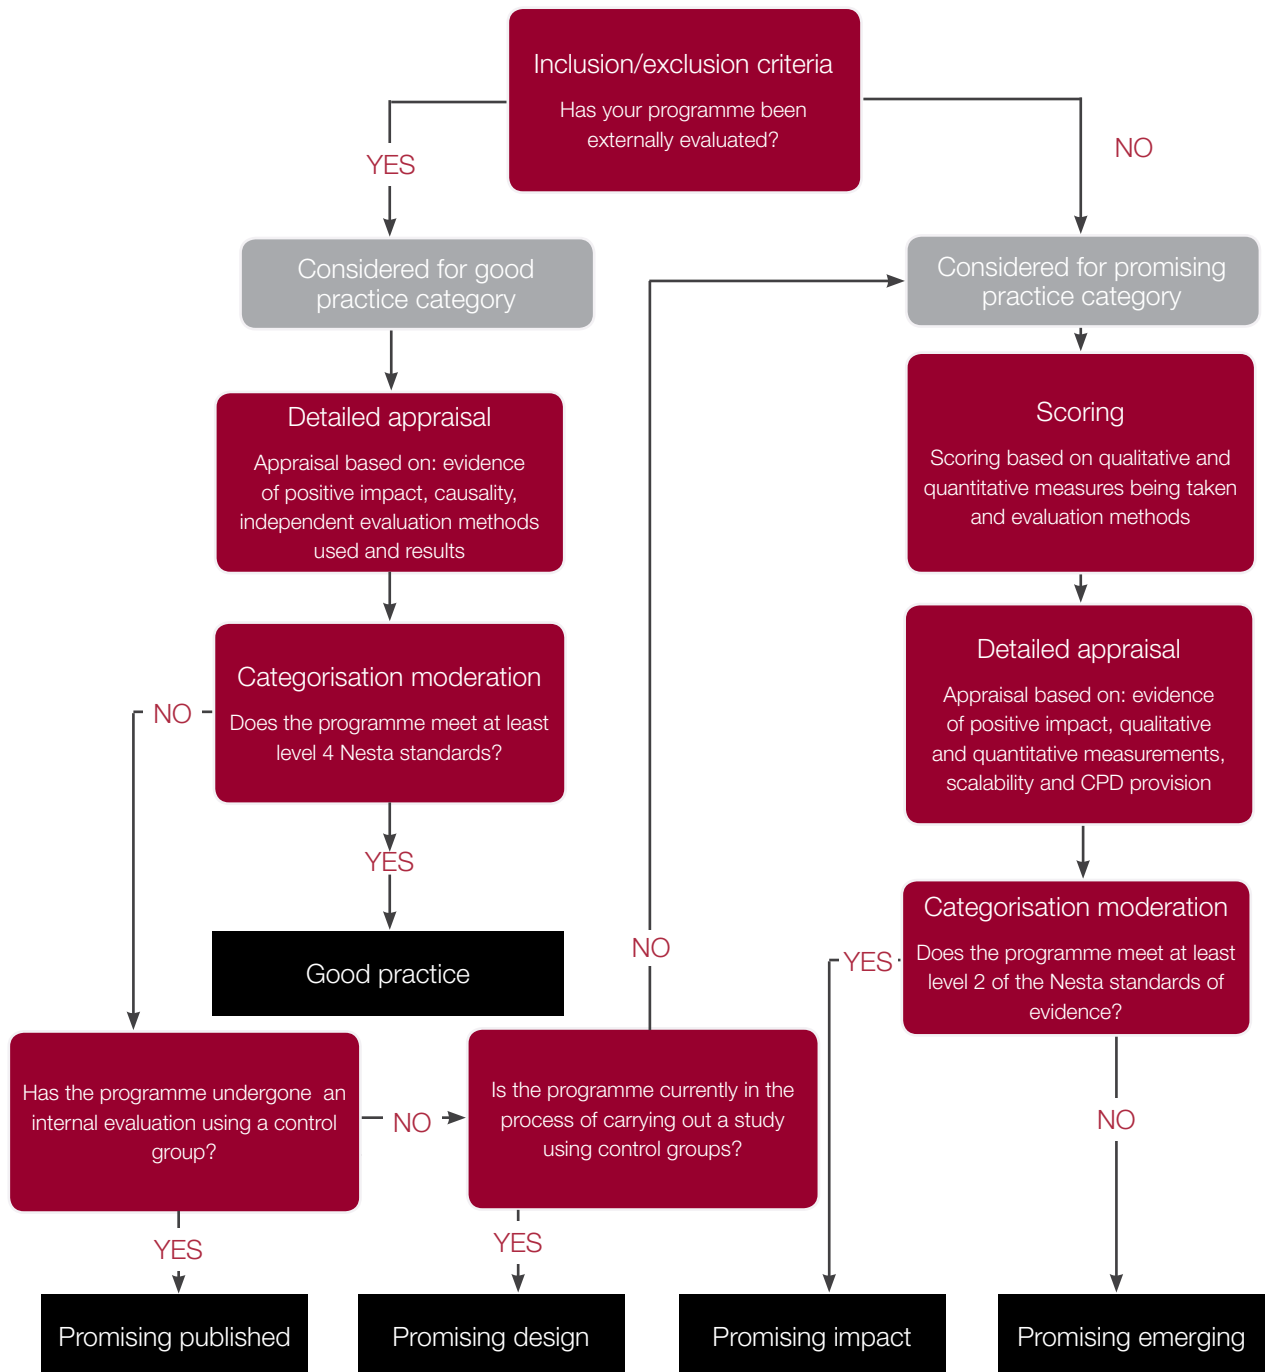 Inclusion/exclusion criteria
Has your programme been
externally evaluated?
YES
NO
Considered for good
practice category
Considered for promising
practice category
Detailed appraisal
Appraisal based on: evidence
of positive impact, causality,
independent evaluation methods
used and results
Scoring
Scoring based on qualitative and
quantitative measures being taken
and evaluation methods
Categorisation moderation
Does the programme meet at least
level 4 Nesta standards?
NO
YES
Good practice
Detailed appraisal
Appraisal based on: evidence
of positive impact, qualitative
and quantitative measurements,
scalability and CPD provision
Categorisation moderation
Does the programme meet at least
level 2 of the Nesta standards of
evidence?
YES
NO
NO
Has the programme undergone an
internal evaluation using a control
group?
NO
Is the programme currently in the
process of carrying out a study
using control groups?
YES
YES
Promising published
Promising design
Promising impact
Promising emerging